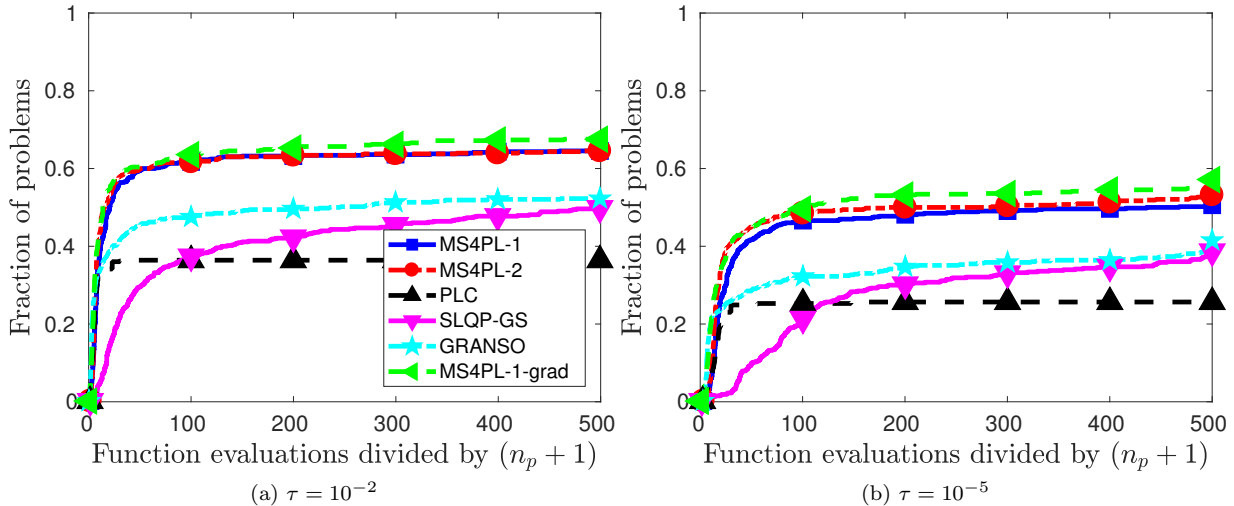 1
0.8
0.6
0.4
0.2
0
Fraction of problems
0 100 200 300 400 500
Function evaluations divided by (n_p + 1)
(a) τ = 10^{-2}
MS4PL-1
MS4PL-2
PLC
SLQP-GS
GRANSO
MS4PL-1-grad
1
0.8
0.6
0.4
0.2
0
Fraction of problems
0 100 200 300 400 500
Function evaluations divided by (n_p + 1)
(b) τ = 10^{-5}